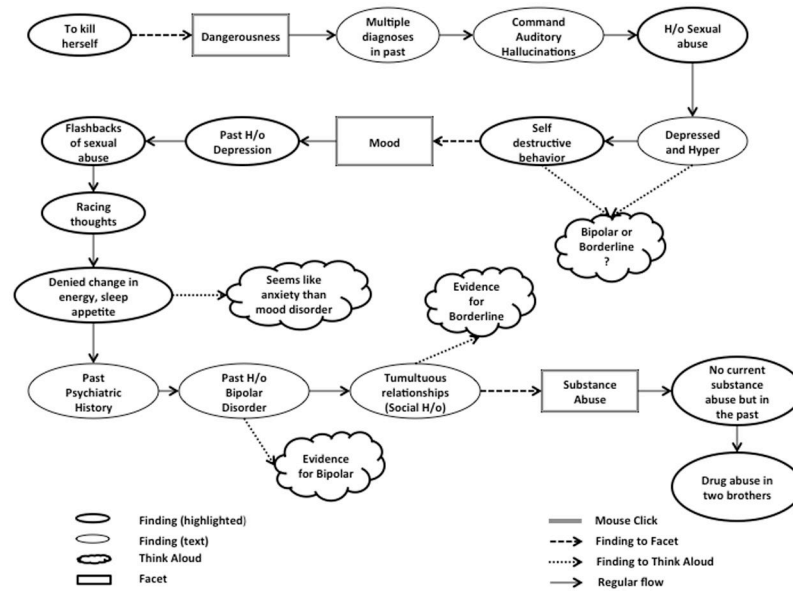 To kill
herself
Dangerousness
Multiple
diagnoses
in past
Command
Auditory
Hallucinations
H/o Sexual
abuse
Flashbacks
of sexual
abuse
Past H/o
Depression
Mood
Self
destructive
behavior
Depressed
and Hyper
Racing
thoughts
Bipolar or
Borderline
?
Denied change in
energy, sleep
appetite
Seems like
anxiety than
mood disorder
Evidence
for
Borderline
Past
Psychiatric
History
Past H/o
Bipolar
Disorder
Tumultuous
relationships
(Social H/o)
Substance
Abuse
No current
substance
abuse but in
the past
Evidence
for Bipolar
Drug abuse in
two brothers
Finding (highlighted)
Finding (text)
Think Aloud
Facet
Mouse Click
Finding to Facet
Finding to Think Aloud
Regular flow